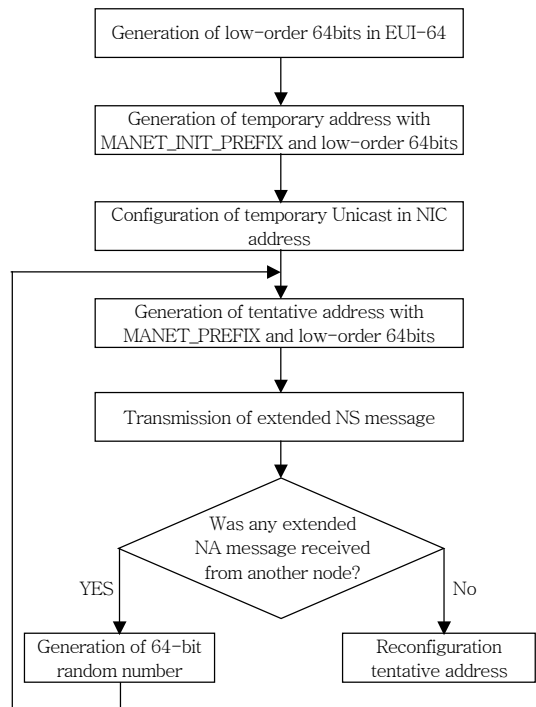 Generation of low-order 64bits in EUI-64
Generation of temporary address with
MANET_INIT_PREFIX and low-order 64bits
Configuration of temporary Unicast in NIC
address
Generation of tentative address with
MANET_PREFIX and low-order 64bits
Transmission of extended NS message
Was any extended
NA message received
from another node?
YES
No
Generation of 64-bit
random number
Reconfiguration
tentative address